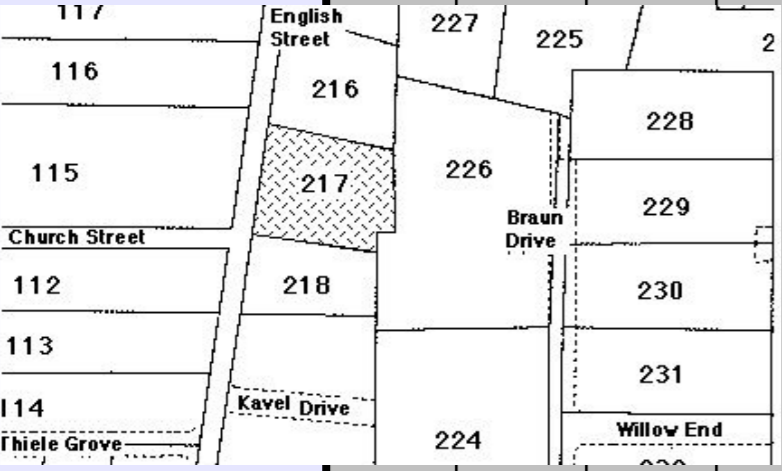 117
English
Street
227
225
2
116
216
228
115
217
226
229
Braun
Drive
Church Street
112
218
230
113
231
114
Kavel Drive
Thiele Grove
224
Willow End